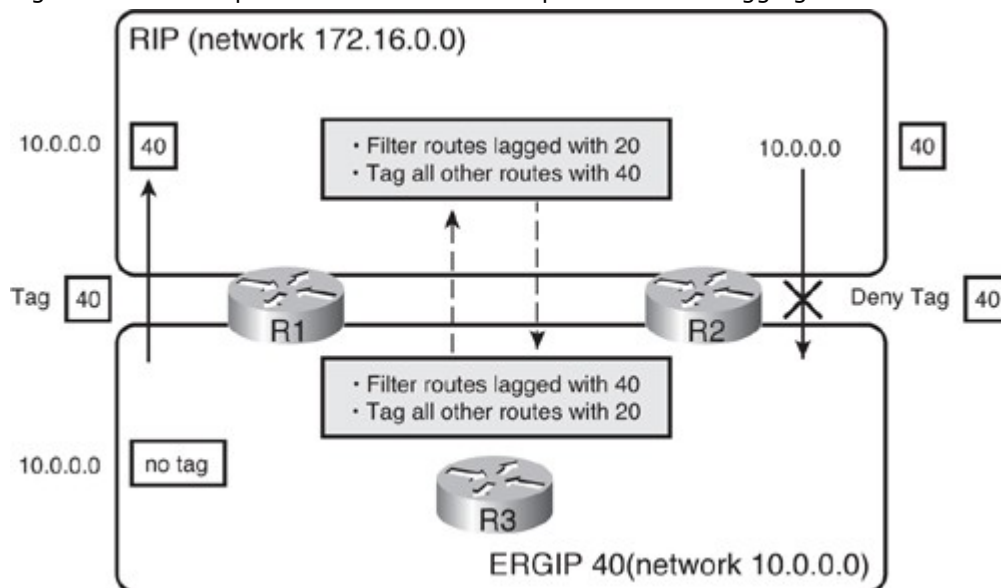 RIP (network 172.16.0.0)
10.0.0.0
40
· Filter routes lagged with 20
· Tag all other routes with 40
10.0.0.0
40
Tag 40
R1
R2
Deny Tag 40
· Filter routes lagged with 40
· Tag all other routes with 20
10.0.0.0
no tag
R3
ERGIP 40(network 10.0.0.0)